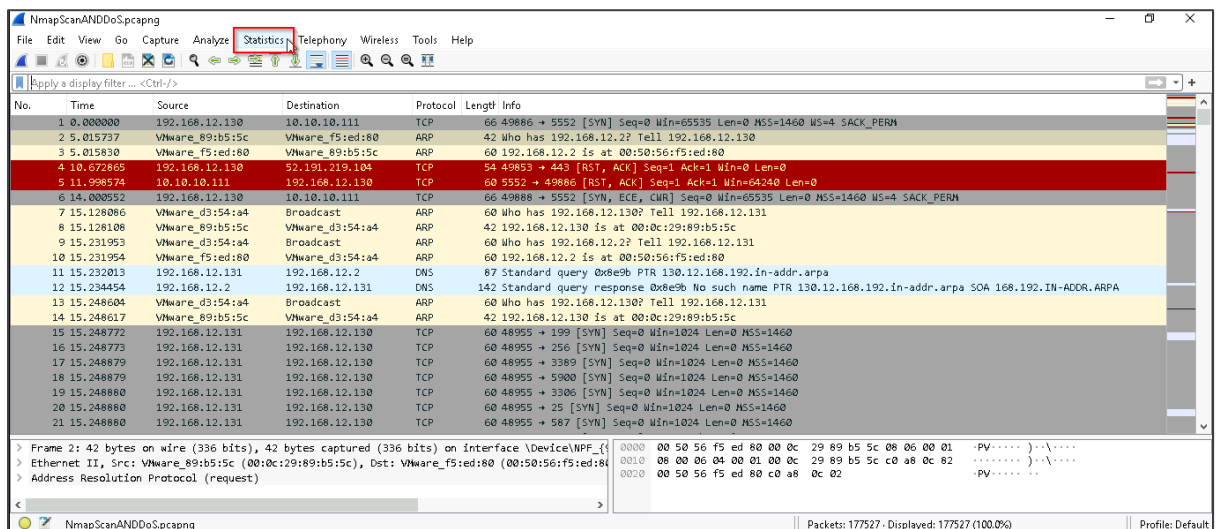 NmapScanANDDoS.pcapng
File Edit View Go Capture Analyze Statistics Telephony Wireless Tools Help
Apply a display filter ... <Ctrl-/>
No. Time Source Destination Protocol Length Info
1 0.000000 192.168.12.130 10.10.10.111 TCP 66 49886 → 5552 [SYN] Seq=0 Win=65535 Len=0 MSS=1460 WS=4 SACK_PERM
2 5.015737 VMware_89:b5:5c VMware_f5:ed:80 ARP 42 Who has 192.168.12.2? Tell 192.168.12.130
3 5.015830 VMware_f5:ed:80 VMware_89:b5:5c ARP 60 192.168.12.2 is at 00:50:56:f5:ed:80
4 10.672865 192.168.12.130 52.191.219.104 TCP 54 49853 → 443 [RST, ACK] Seq=1 Ack=1 Win=0 Len=0
5 11.998574 10.10.10.111 192.168.12.130 TCP 60 5552 → 49886 [RST, ACK] Seq=1 Ack=1 Win=64240 Len=0
6 14.000552 192.168.12.130 10.10.10.111 TCP 66 49888 → 5552 [SYN, ECE, CWR] Seq=0 Win=65535 Len=0 MSS=1460 WS=4 SACK_PERM
7 15.128086 VMware_d3:54:a4 Broadcast ARP 60 Who has 192.168.12.130? Tell 192.168.12.131
8 15.128108 VMware_89:b5:5c VMware_d3:54:a4 ARP 42 192.168.12.130 is at 00:0c:29:89:b5:5c
9 15.231953 VMware_d3:54:a4 Broadcast ARP 60 Who has 192.168.12.2? Tell 192.168.12.131
10 15.231954 VMware_f5:ed:80 VMware_d3:54:a4 ARP 60 192.168.12.2 is at 00:50:56:f5:ed:80
11 15.232013 192.168.12.131 192.168.12.2 DNS 87 Standard query 0x8e9b PTR 130.12.168.192.in-addr.arpa
12 15.234454 192.168.12.2 192.168.12.131 DNS 142 Standard query response 0x8e9b No such name PTR 130.12.168.192.in-addr.arpa SOA 168.192.IN-ADDR.ARPA
13 15.248604 VMware_d3:54:a4 Broadcast ARP 60 Who has 192.168.12.130? Tell 192.168.12.131
14 15.248617 VMware_89:b5:5c VMware_d3:54:a4 ARP 42 192.168.12.130 is at 00:0c:29:89:b5:5c
15 15.248772 192.168.12.131 192.168.12.130 TCP 60 48955 → 199 [SYN] Seq=0 Win=1024 Len=0 MSS=1460
16 15.248773 192.168.12.131 192.168.12.130 TCP 60 48955 → 256 [SYN] Seq=0 Win=1024 Len=0 MSS=1460
17 15.248879 192.168.12.131 192.168.12.130 TCP 60 48955 → 3389 [SYN] Seq=0 Win=1024 Len=0 MSS=1460
18 15.248879 192.168.12.131 192.168.12.130 TCP 60 48955 → 5900 [SYN] Seq=0 Win=1024 Len=0 MSS=1460
19 15.248880 192.168.12.131 192.168.12.130 TCP 60 48955 → 3306 [SYN] Seq=0 Win=1024 Len=0 MSS=1460
20 15.248880 192.168.12.131 192.168.12.130 TCP 60 48955 → 25 [SYN] Seq=0 Win=1024 Len=0 MSS=1460
21 15.248880 192.168.12.131 192.168.12.130 TCP 60 48955 → 587 [SYN] Seq=0 Win=1024 Len=0 MSS=1460
> Frame 2: 42 bytes on wire (336 bits), 42 bytes captured (336 bits) on interface \Device\NPF_{
> Ethernet II, Src: VMware_89:b5:5c (00:0c:29:89:b5:5c), Dst: VMware_f5:ed:80 (00:50:56:f5:ed:80
> Address Resolution Protocol (request)
0000 00 50 56 f5 ed 80 00 0c 29 89 b5 5c 08 06 00 01 ·PV····· )··\····
0010 08 00 06 04 00 01 00 0c 29 89 b5 5c c0 a8 0c 82 ········ )··\····
0020 00 50 56 f5 ed 80 c0 a8 0c 02 ·PV····· ··
NmapScanANDDoS.pcapng Packets: 177527 · Displayed: 177527 (100.0%) Profile: Default